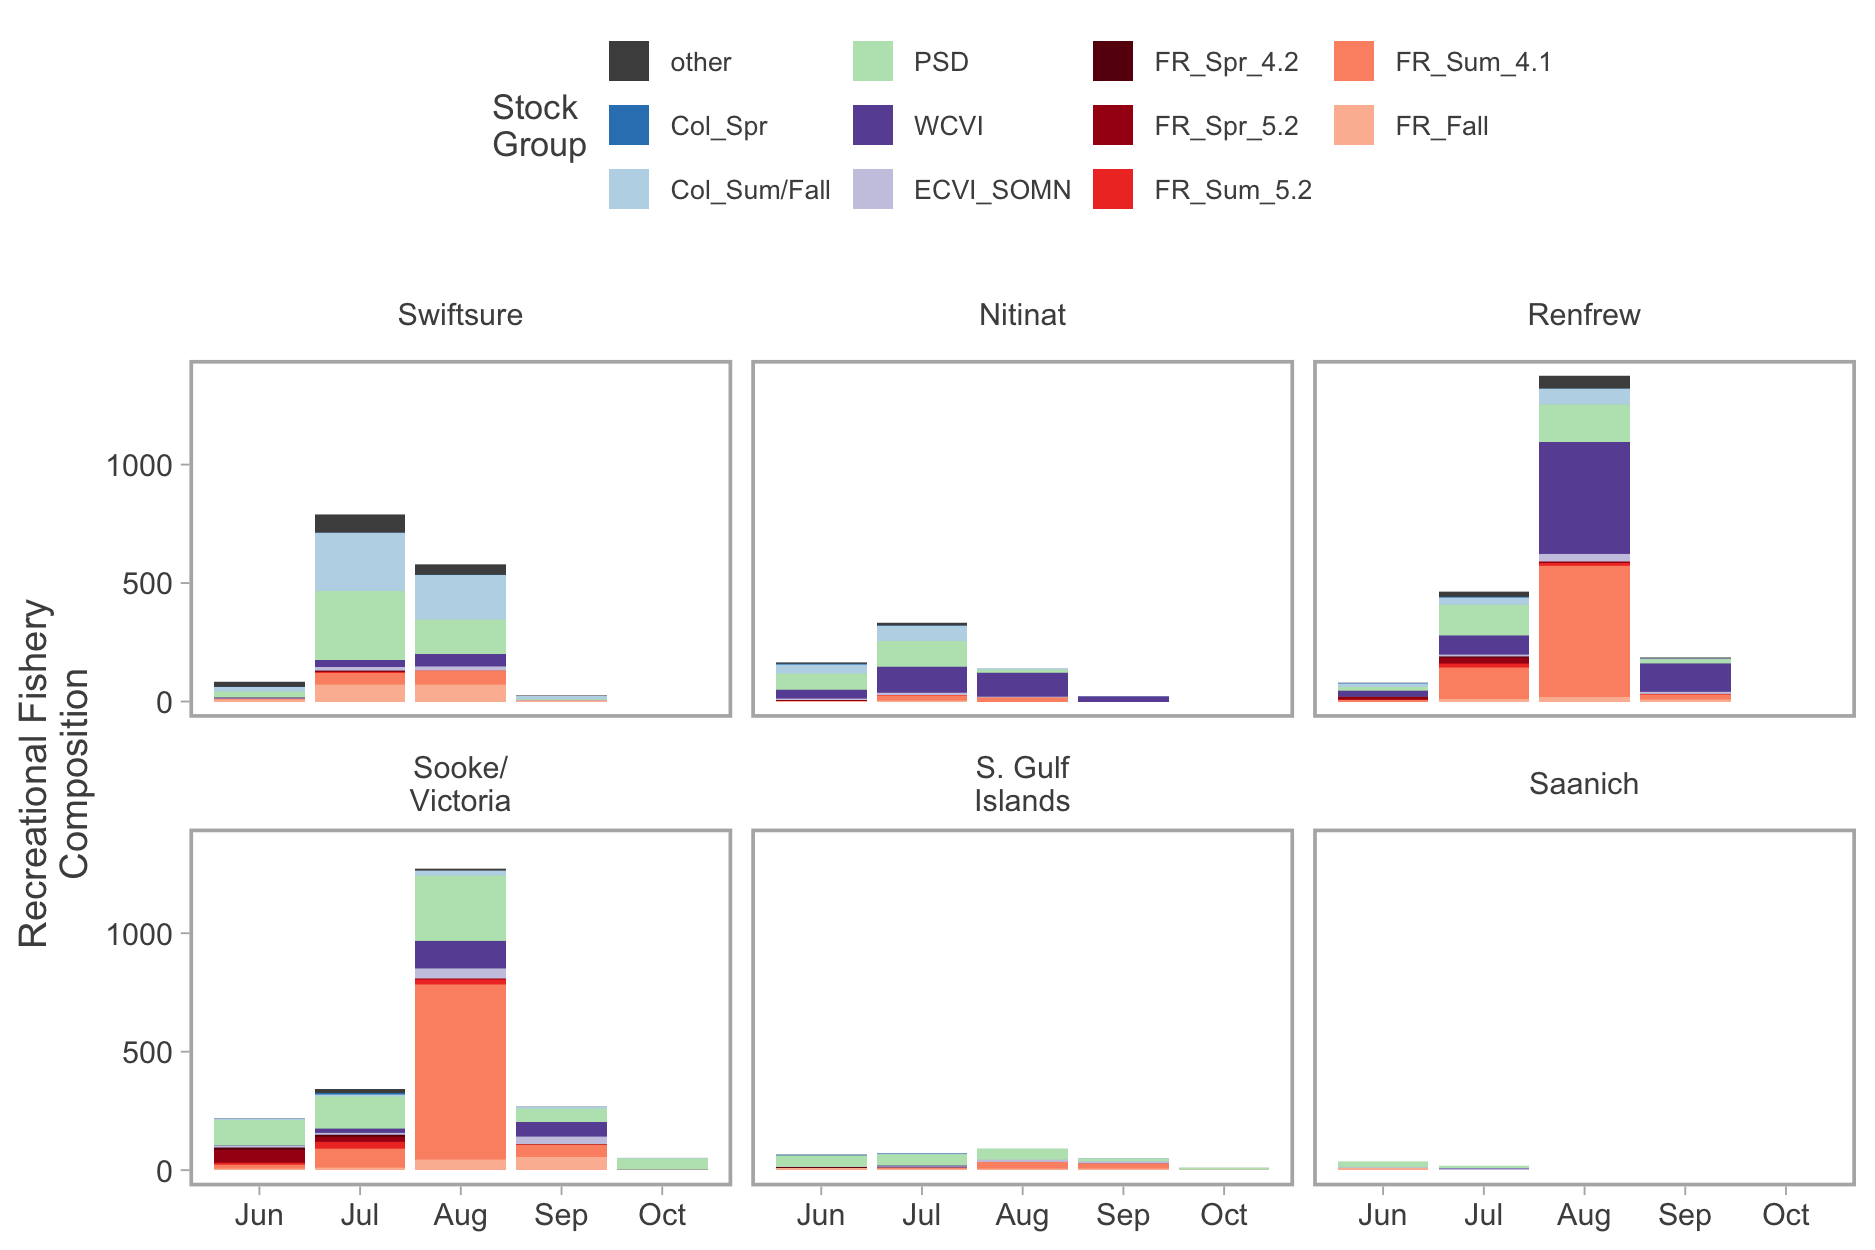 Stock
Group
other
PSD
FR_Spr_4.2
FR_Sum_4.1
Col_Spr
WCVI
FR_Spr_5.2
FR_Fall
Col_Sum/Fall
ECVI_SOMN
FR_Sum_5.2
Swiftsure
Nitinat
Renfrew
1000
500
0
Sooke/
Victoria
S. Gulf
Islands
Saanich
1000
500
0
Recreational Fishery
Composition
Jun Jul Aug Sep Oct
Jun Jul Aug Sep Oct
Jun Jul Aug Sep Oct